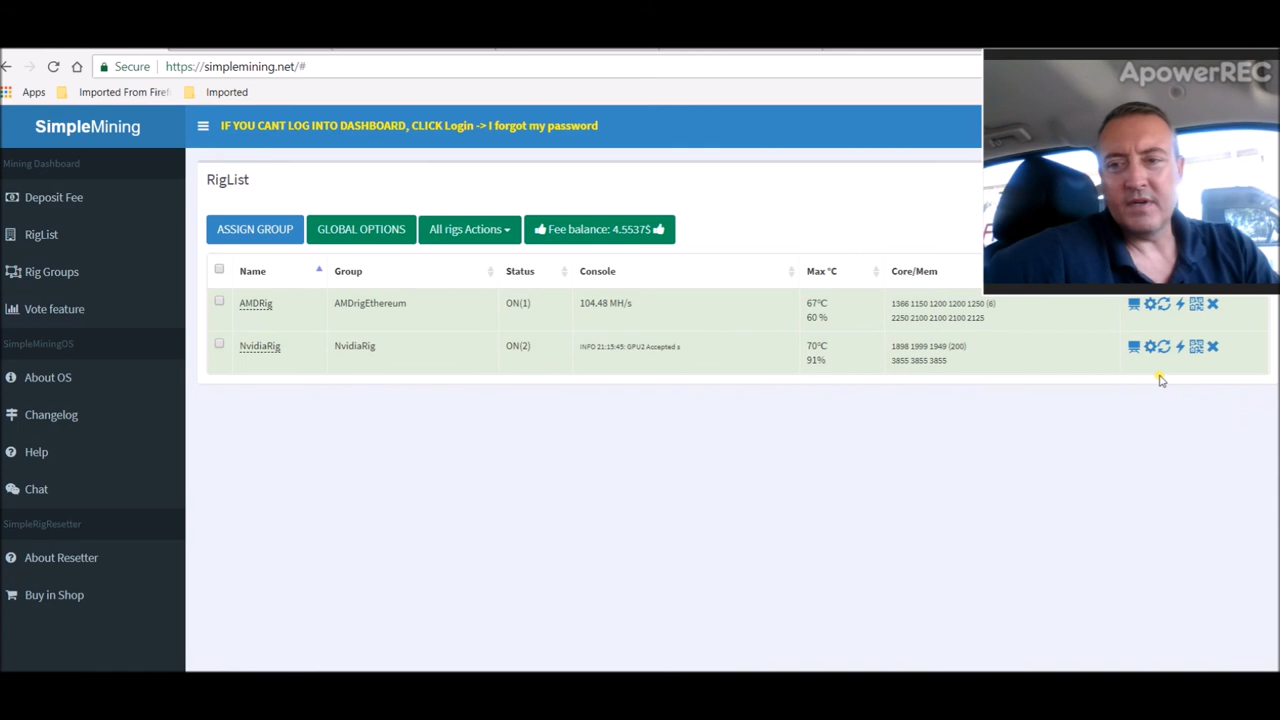 ApowerREC
Secure https://simplemining.net/#
Apps Imported From Firef Imported
SimpleMining
IF YOU CANT LOG INTO DASHBOARD, CLICK Login -> I forgot my password
Mining Dashboard
Deposit Fee
RigList
Rig Groups
Vote feature
SimpleMiningOS
About OS
Changelog
Help
Chat
SimpleRigResetter
About Resetter
Buy in Shop
RigList
ASSIGN GROUP GLOBAL OPTIONS All rigs Actions Fee balance: 4.5537$
Name Group Status Console Max °C Core/Mem
AMDRig AMDrigEthereum ON(1) 104.48 MH/s 67°C 1366 1150 1200 1200 1250 (6)
60 % 2250 2100 2100 2100 2125
NvidiaRig NvidiaRig ON(2) INFO 21:15:45: GPU2 Accepted s 70°C 1898 1999 1949 (200)
91% 3855 3855 3855